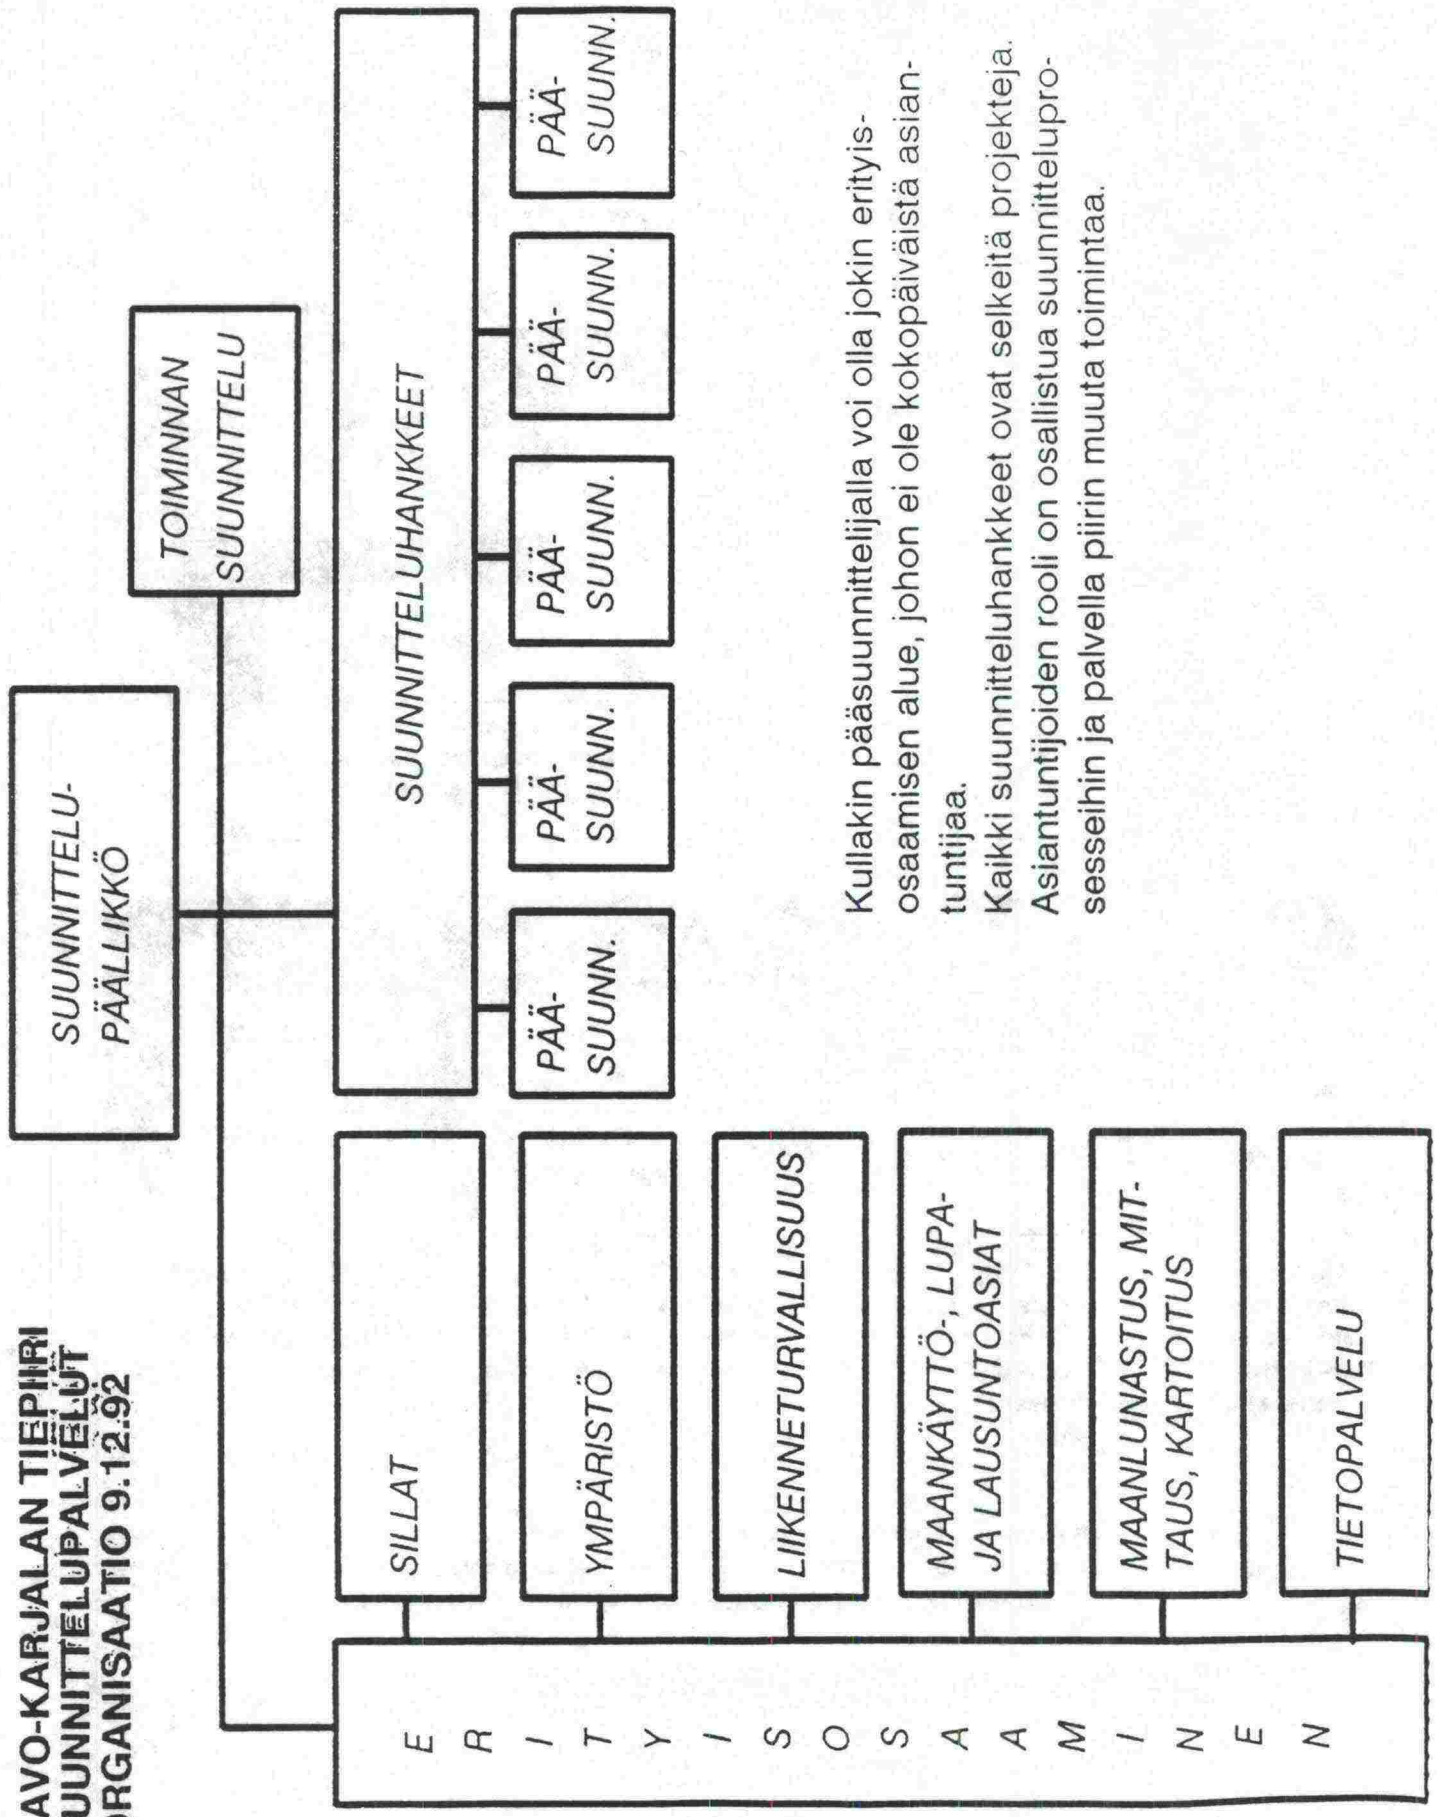 AVO-KARJALAN TIEPIIRI
UUNNITTELUPALVELUT
ORGANISAATIO 9.12.92
SUUNNITTELU-
PÄÄLLIKKÖ
TOIMINNAN
SUUNNITTELU
ERITYISOSAAMINEN
SILLAT
YMPÄRISTÖ
LIIKENNETURVALLISUUS
MAANKÄYTTÖ-, LUPA-
JA LAUSUNTOASIAT
MAANLUNASTUS, MIT-
TAUS, KARTOITUS
TIETOPALVELU
SUUNNITTELUHANKKEET
PÄÄ-
SUUNN.
PÄÄ-
SUUNN.
PÄÄ-
SUUNN.
PÄÄ-
SUUNN.
PÄÄ-
SUUNN.
Kullakin pääsuunnittelijalla voi olla jokin erityis-
osaamisen alue, johon ei ole kokopäiväistä asian-
tuntijaa.
Kaikki suunnitteluhankkeet ovat selkeitä projekteja.
Asiantuntijoiden rooli on osallistua suunnittelupro-
sesseihin ja palvella piirin muuta toimintaa.